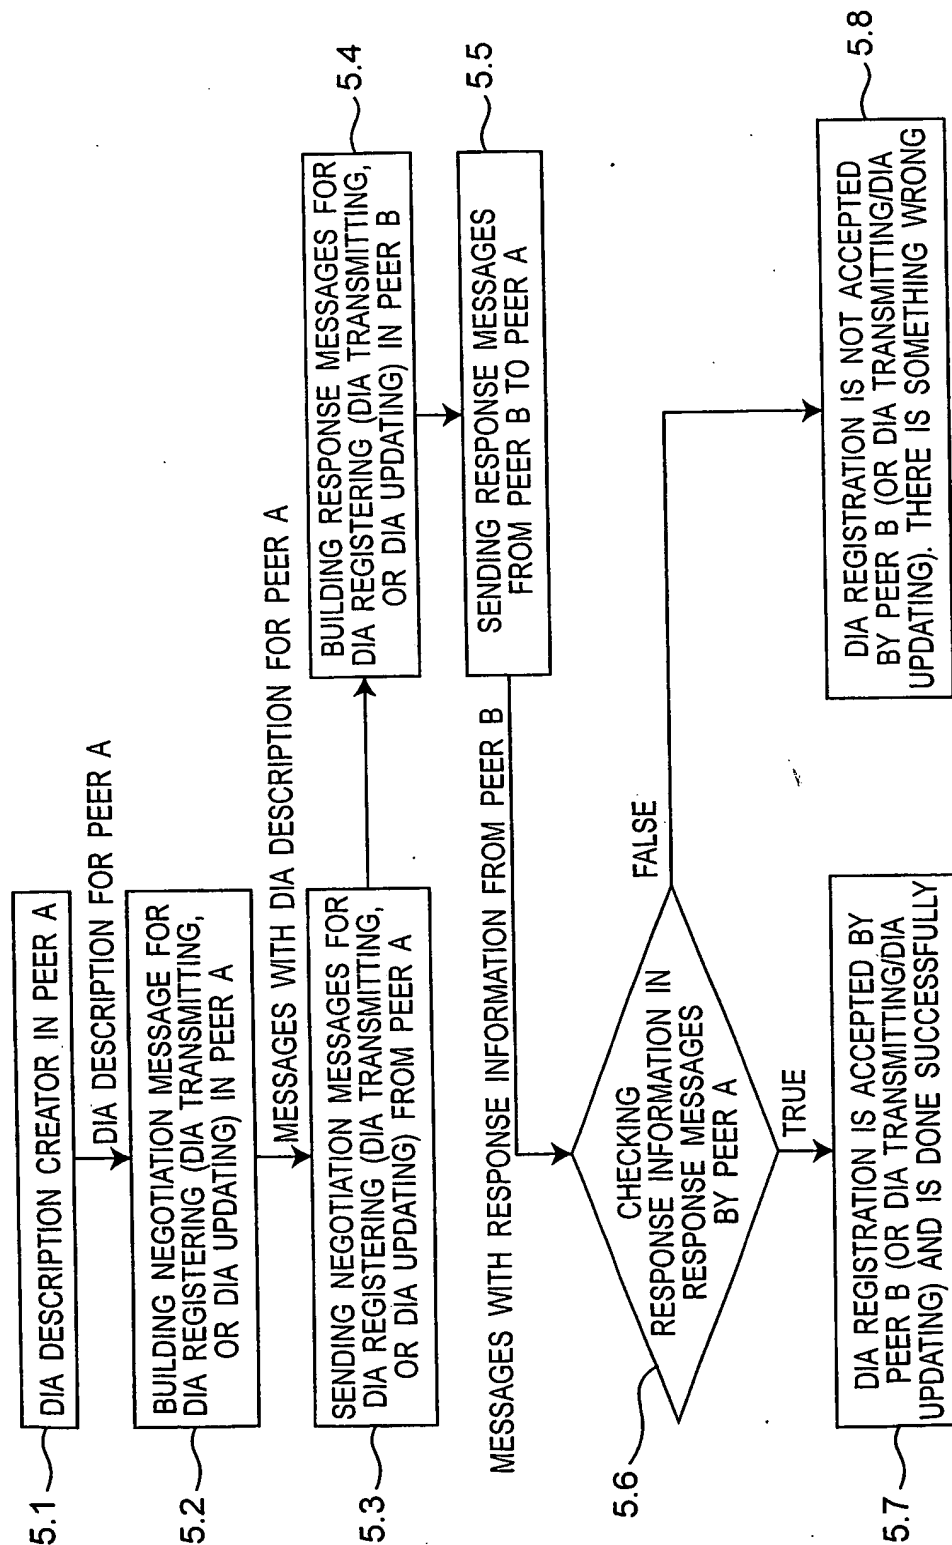 5.1
DIA DESCRIPTION CREATOR IN PEER A
DIA DESCRIPTION FOR PEER A
5.2
BUILDING NEGOTIATION MESSAGE FOR
DIA REGISTERING (DIA TRANSMITTING,
OR DIA UPDATING) IN PEER A
MESSAGES WITH DIA DESCRIPTION FOR PEER A
5.3
SENDING NEGOTIATION MESSAGES FOR
DIA REGISTERING (DIA TRANSMITTING,
OR DIA UPDATING) FROM PEER A
BUILDING RESPONSE MESSAGES FOR
DIA REGISTERING (DIA TRANSMITTING,
OR DIA UPDATING) IN PEER B
5.4
SENDING RESPONSE MESSAGES
FROM PEER B TO PEER A
5.5
MESSAGES WITH RESPONSE INFORMATION FROM PEER B
5.6
CHECKING
RESPONSE INFORMATION IN
RESPONSE MESSAGES
BY PEER A
FALSE
TRUE
5.7
DIA REGISTRATION IS ACCEPTED BY
PEER B (OR DIA TRANSMITTING/DIA
UPDATING) AND IS DONE SUCCESSFULLY
DIA REGISTRATION IS NOT ACCEPTED
BY PEER B (OR DIA TRANSMITTING/DIA
UPDATING). THERE IS SOMETHING WRONG
5.8